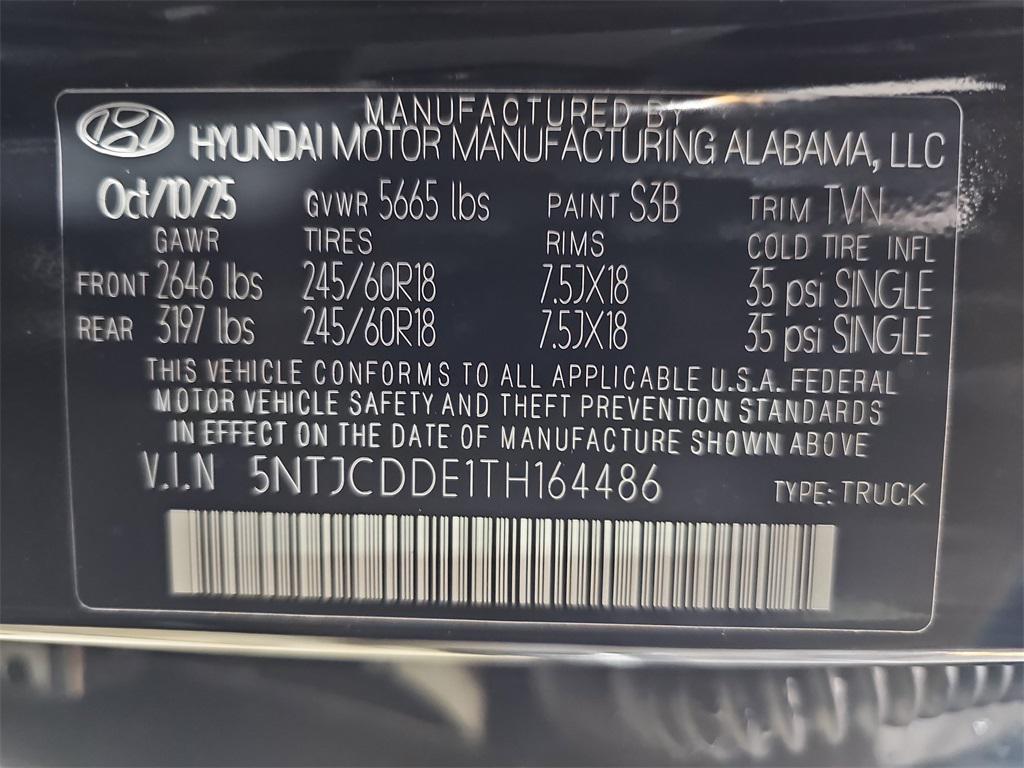 MANUFACTURED BY
HYUNDAI MOTOR MANUFACTURING ALABAMA, LLC
Oct/10/25 GVWR 5665 lbs PAINT S3B TRIM TVN
GAWR TIRES RIMS COLD TIRE INFL
FRONT 2646 lbs 245/60R18 7.5JX18 35 psi SINGLE
REAR 3197 lbs 245/60R18 7.5JX18 35 psi SINGLE
THIS VEHICLE CONFORMS TO ALL APPLICABLE U.S.A. FEDERAL
MOTOR VEHICLE SAFETY AND THEFT PREVENTION STANDARDS
IN EFFECT ON THE DATE OF MANUFACTURE SHOWN ABOVE
V.I.N 5NTJCDDE1TH164486 TYPE: TRUCK